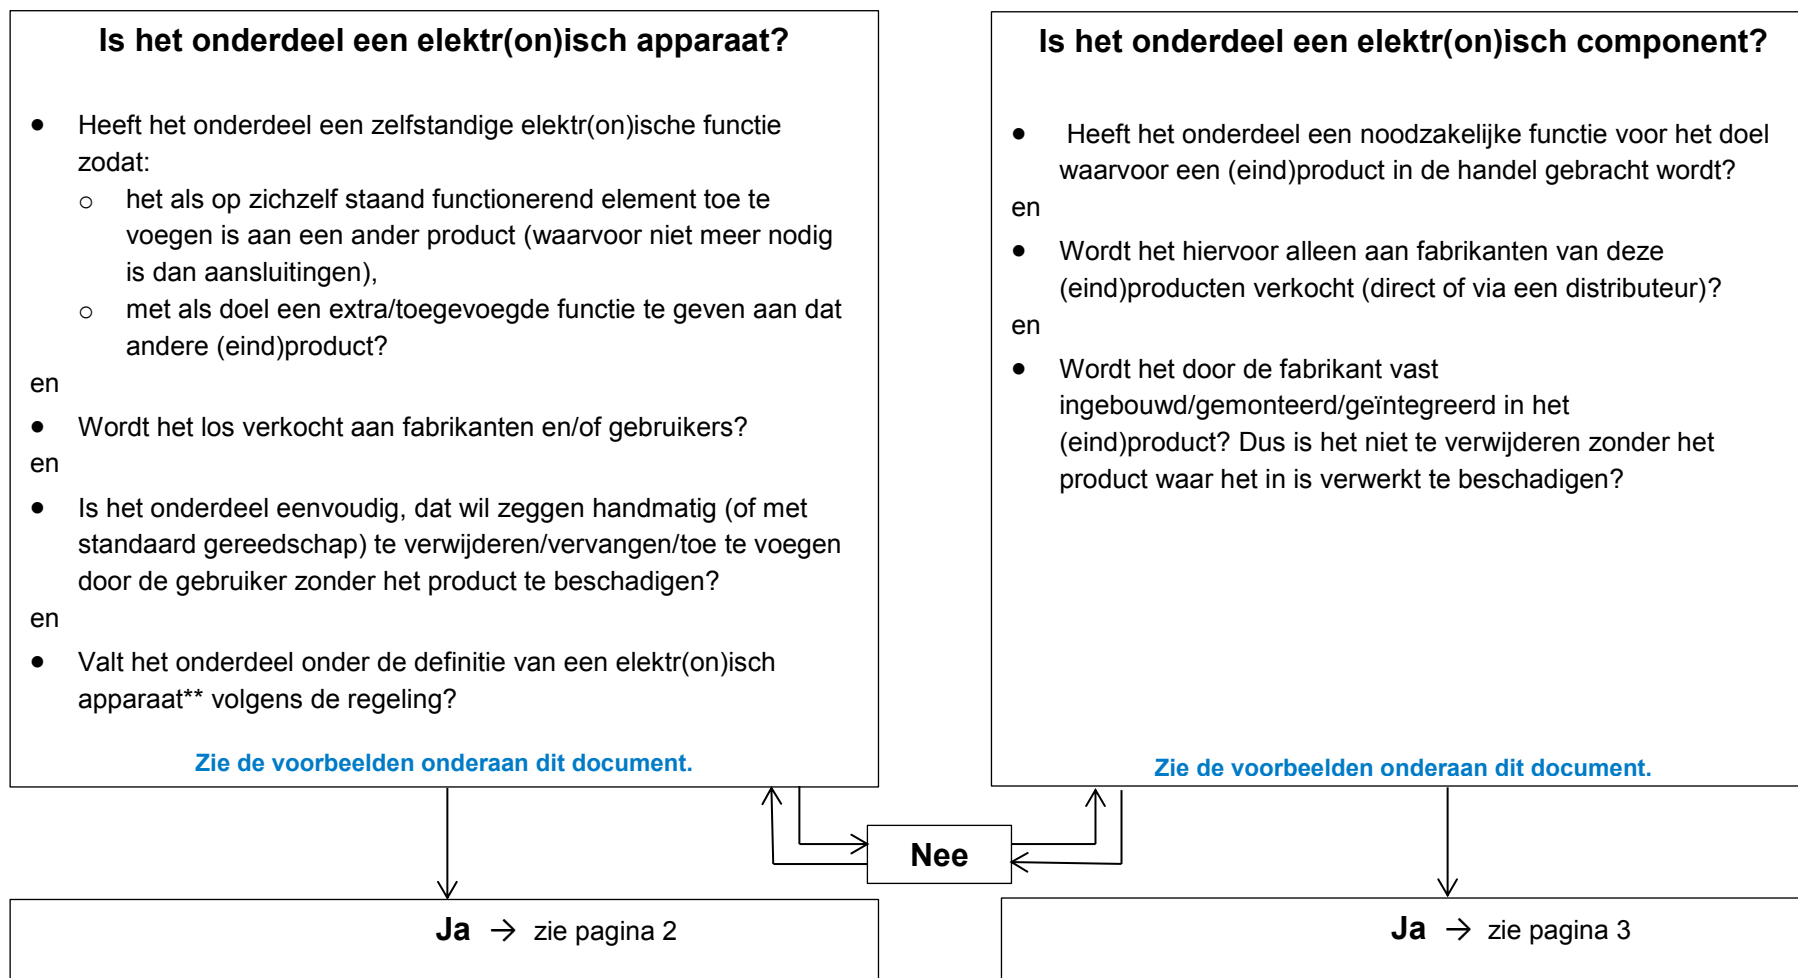 Is het onderdeel een elektr(on)isch apparaat?
● Heeft het onderdeel een zelfstandige elektr(on)ische functie
zodat:
○ het als op zichzelf staand functionerend element toe te
voegen is aan een ander product (waarvoor niet meer nodig
is dan aansluitingen),
○ met als doel een extra/toegevoegde functie te geven aan dat
andere (eind)product?
en
● Wordt het los verkocht aan fabrikanten en/of gebruikers?
en
● Is het onderdeel eenvoudig, dat wil zeggen handmatig (of met
standaard gereedschap) te verwijderen/vervangen/toe te voegen
door de gebruiker zonder het product te beschadigen?
en
● Valt het onderdeel onder de definitie van een elektr(on)isch
apparaat** volgens de regeling?
Zie de voorbeelden onderaan dit document.
Is het onderdeel een elektr(on)isch component?
● Heeft het onderdeel een noodzakelijke functie voor het doel
waarvoor een (eind)product in de handel gebracht wordt?
en
● Wordt het hiervoor alleen aan fabrikanten van deze
(eind)producten verkocht (direct of via een distributeur)?
en
● Wordt het door de fabrikant vast
ingebouwd/gemonteerd/geïntegreerd in het
(eind)product? Dus is het niet te verwijderen zonder het
product waar het in is verwerkt te beschadigen?
Zie de voorbeelden onderaan dit document.
Nee
Ja → zie pagina 2
Ja → zie pagina 3